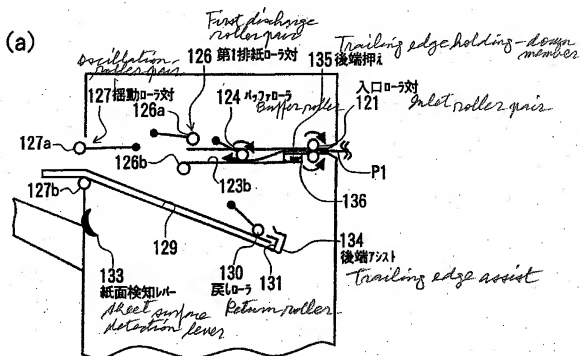 (a)
First discharge
roller pair
126 第1排紙ローラ対
135 後端押え
Trailing edge holding-down
member
oscillation
roller pair
127 揺動ローラ対
126a
124 バッファローラ
Buffer roller
入口ローラ対
121
Inlet roller pair
127a
126b
123b
P1
136
127b
129
133
紙面検知レバー
sheet surface
detection lever
130
戻しローラ
Return roller
131
134
後端アシスト
Trailing edge assist